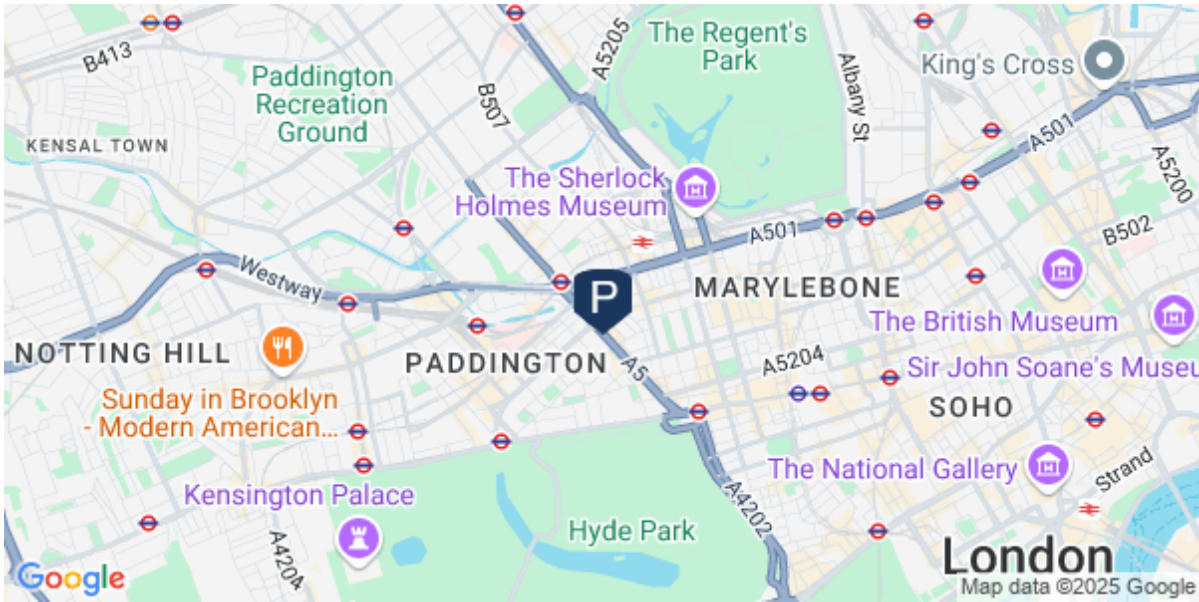 B413
Paddington
Recreation
Ground
B507
A5205
The Regent's
Park
Albany St
King's Cross
KENSAL TOWN
A501
A5200
The Sherlock
Holmes Museum
A501
B502
Westway
MARYLEBONE
P
The British Museum
NOTTING HILL
PADDINGTON
A5
A5204
Sir John Soane's Museu
Sunday in Brooklyn
- Modern American...
SOHO
The National Gallery
Strand
Kensington Palace
A4204
Hyde Park
A4202
London
Google
Map data ©2025 Google